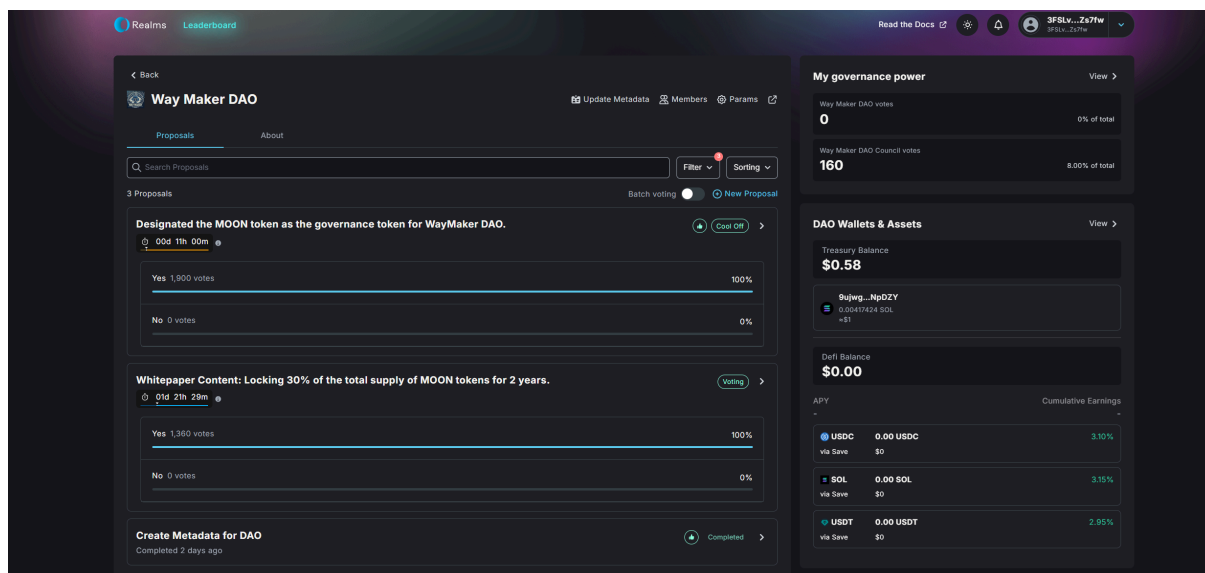 Realms Leaderboard Read the Docs 3FSLv...Zs7fw
3FSLv...Zs7fw
Back
Way Maker DAO Update Metadata Members Params
Proposals About
Search Proposals Filter 1 Sorting
3 Proposals Batch voting New Proposal
Designated the MOON token as the governance token for WayMaker DAO. Cool Off
00d 11h 00m
Yes 1,900 votes 100%
No 0 votes 0%
Whitepaper Content: Locking 30% of the total supply of MOON tokens for 2 years. Voting
01d 21h 29m
Yes 1,360 votes 100%
No 0 votes 0%
Create Metadata for DAO Completed
Completed 2 days ago
My governance power View
Way Maker DAO votes
0 0% of total
Way Maker DAO Council votes
160 8.00% of total
DAO Wallets & Assets View
Treasury Balance
$0.58
9ujwg...NpDZY
0.00417424 SOL
≈$1
Defi Balance
$0.00
APY Cumulative Earnings
- -
USDC 0.00 USDC 3.10%
via Save $0
SOL 0.00 SOL 3.15%
via Save $0
USDT 0.00 USDT 2.95%
via Save $0